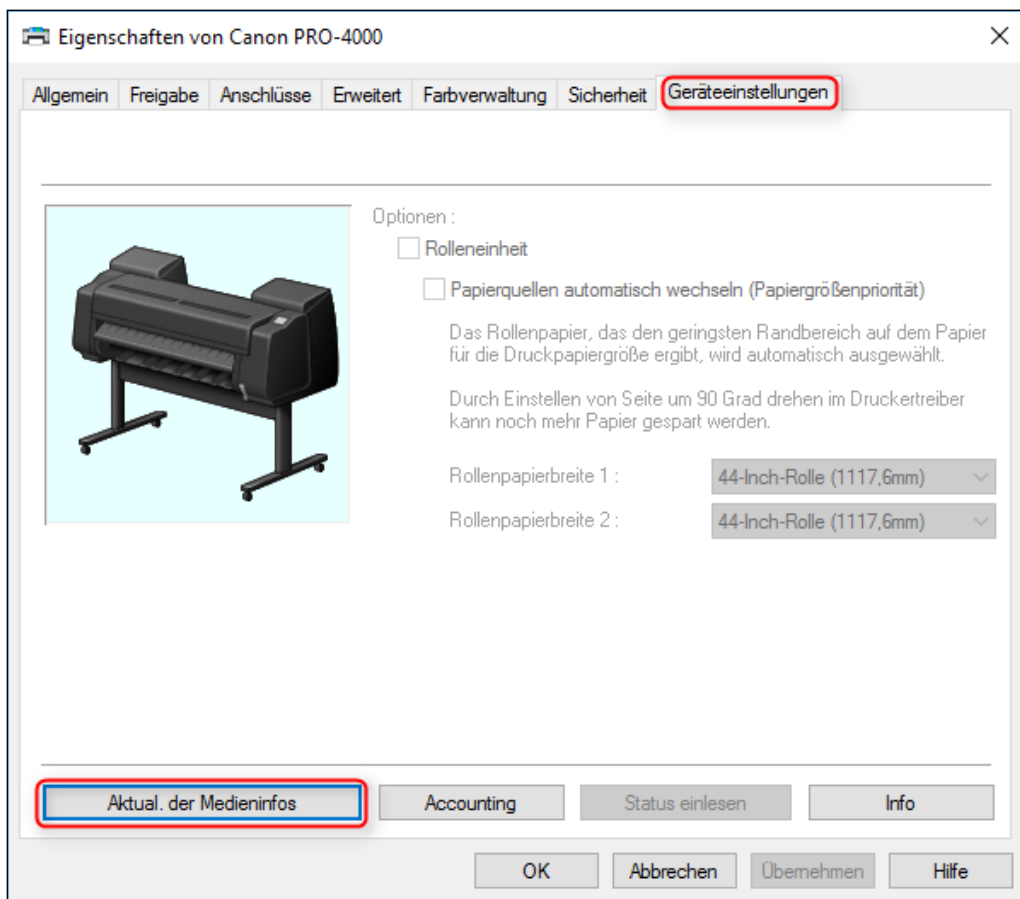 Eigenschaften von Canon PRO-4000
Allgemein Freigabe Anschlüsse Erweitert Farbverwaltung Sicherheit Geräteeinstellungen
Optionen :
Rolleneinheit
Papierquellen automatisch wechseln (Papiergrößenpriorität)
Das Rollenpapier, das den geringsten Randbereich auf dem Papier
für die Druckpapiergröße ergibt, wird automatisch ausgewählt.
Durch Einstellen von Seite um 90 Grad drehen im Druckertreiber
kann noch mehr Papier gespart werden.
Rollenpapierbreite 1 : 44-Inch-Rolle (1117,6mm)
Rollenpapierbreite 2 : 44-Inch-Rolle (1117,6mm)
Aktual. der Medieninfos Accounting Status einlesen Info
OK Abbrechen Übernehmen Hilfe